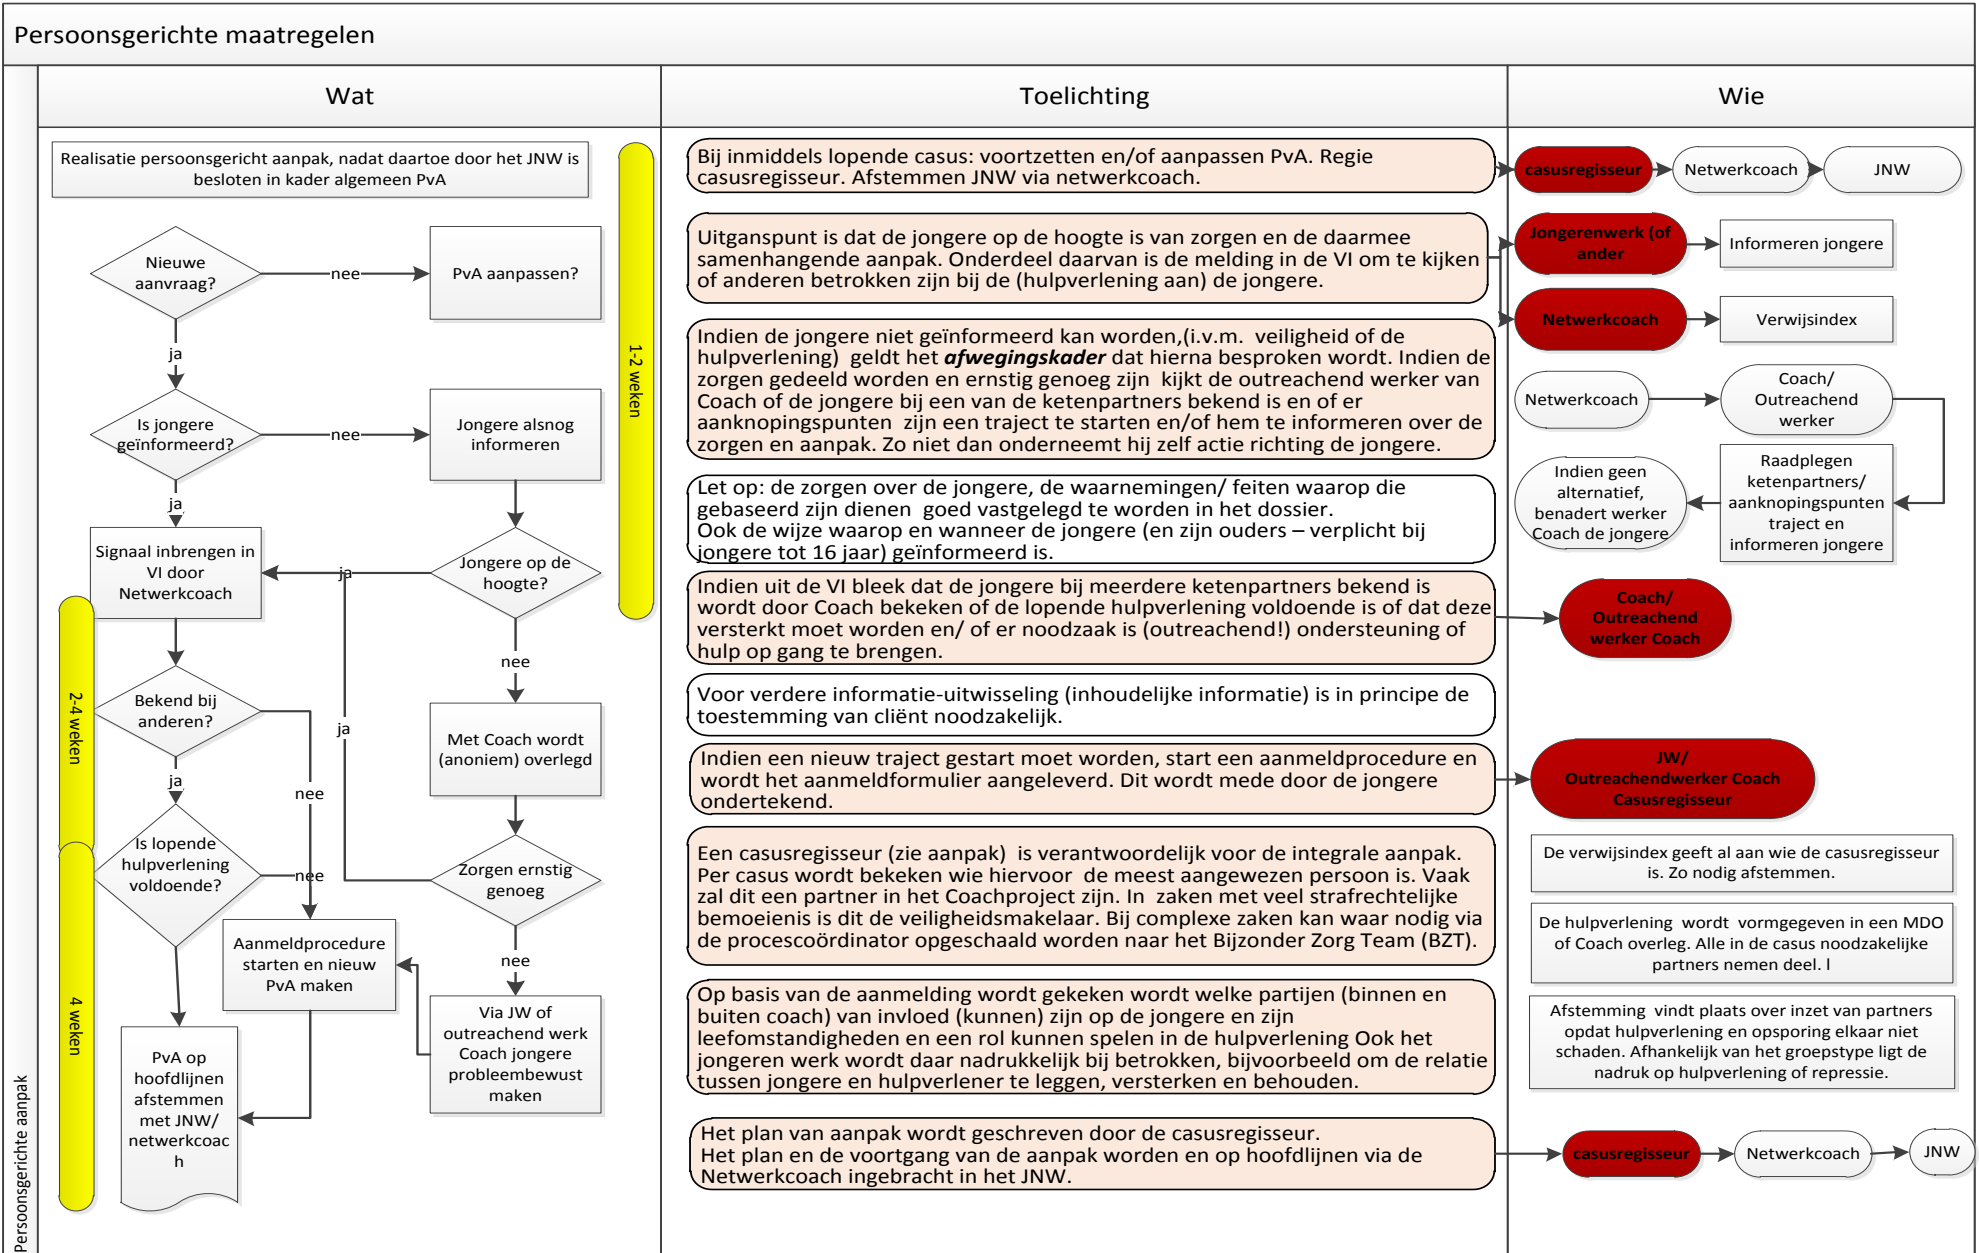 Persoonsgerichte maatregelen
Wat
Toelichting
Wie
Persoonsgerichte aanpak
Realisatie persoonsgericht aanpak, nadat daartoe door het JNW is
besloten in kader algemeen PvA
Nieuwe
aanvraag?
nee
PvA aanpassen?
ja
Is jongere
geïnformeerd?
nee
Jongere alsnog
informeren
ja
Signaal inbrengen in
VI door
Netwerkcoach
ja
Jongere op de
hoogte?
nee
Bekend bij
anderen?
ja
nee
ja
Met Coach wordt
(anoniem) overlegd
Is lopende
hulpverlening
voldoende?
nee
Zorgen ernstig
genoeg
nee
Aanmeldprocedure
starten en nieuw
PvA maken
Via JW of
outreachend werk
Coach jongere
probleembewust
maken
PvA op
hoofdlijnen
afstemmen
met JNW/
netwerkcoac
h
1-2 weken
2-4 weken
4 weken
Bij inmiddels lopende casus: voortzetten en/of aanpassen PvA. Regie
casusregisseur. Afstemmen JNW via netwerkcoach.
Uitganspunt is dat de jongere op de hoogte is van zorgen en de daarmee
samenhangende aanpak. Onderdeel daarvan is de melding in de VI om te kijken
of anderen betrokken zijn bij de (hulpverlening aan) de jongere.
Indien de jongere niet geïnformeerd kan worden,(i.v.m. veiligheid of de
hulpverlening) geldt het afwegingskader dat hierna besproken wordt. Indien de
zorgen gedeeld worden en ernstig genoeg zijn kijkt de outreachend werker van
Coach of de jongere bij een van de ketenpartners bekend is en of er
aanknopingspunten zijn een traject te starten en/of hem te informeren over de
zorgen en aanpak. Zo niet dan onderneemt hij zelf actie richting de jongere.
Let op: de zorgen over de jongere, de waarnemingen/ feiten waarop die
gebaseerd zijn dienen goed vastgelegd te worden in het dossier.
Ook de wijze waarop en wanneer de jongere (en zijn ouders – verplicht bij
jongere tot 16 jaar) geïnformeerd is.
Indien uit de VI bleek dat de jongere bij meerdere ketenpartners bekend is
wordt door Coach bekeken of de lopende hulpverlening voldoende is of dat deze
versterkt moet worden en/ of er noodzaak is (outreachend!) ondersteuning of
hulp op gang te brengen.
Voor verdere informatie-uitwisseling (inhoudelijke informatie) is in principe de
toestemming van cliënt noodzakelijk.
Indien een nieuw traject gestart moet worden, start een aanmeldprocedure en
wordt het aanmeldformulier aangeleverd. Dit wordt mede door de jongere
ondertekend.
Een casusregisseur (zie aanpak) is verantwoordelijk voor de integrale aanpak.
Per casus wordt bekeken wie hiervoor de meest aangewezen persoon is. Vaak
zal dit een partner in het Coachproject zijn. In zaken met veel strafrechtelijke
bemoeienis is dit de veiligheidsmakelaar. Bij complexe zaken kan waar nodig via
de procescoördinator opgeschaald worden naar het Bijzonder Zorg Team (BZT).
Op basis van de aanmelding wordt gekeken wordt welke partijen (binnen en
buiten coach) van invloed (kunnen) zijn op de jongere en zijn
leefomstandigheden en een rol kunnen spelen in de hulpverlening Ook het
jongeren werk wordt daar nadrukkelijk bij betrokken, bijvoorbeeld om de relatie
tussen jongere en hulpverlener te leggen, versterken en behouden.
Het plan van aanpak wordt geschreven door de casusregisseur.
Het plan en de voortgang van de aanpak worden en op hoofdlijnen via de
Netwerkcoach ingebracht in het JNW.
casusregisseur
Netwerkcoach
JNW
Jongerenwerk (of
ander
Informeren jongere
Netwerkcoach
Verwijsindex
Netwerkcoach
Coach/
Outreachend
werker
Indien geen
alternatief,
benadert werker
Coach de jongere
Raadplegen
ketenpartners/
aanknopingspunten
traject en
informeren jongere
Coach/
Outreachend
werker Coach
JW/
Outreachendwerker Coach
Casusregisseur
De verwijsindex geeft al aan wie de casusregisseur
is. Zo nodig afstemmen.
De hulpverlening wordt vormgegeven in een MDO
of Coach overleg. Alle in de casus noodzakelijke
partners nemen deel. l
Afstemming vindt plaats over inzet van partners
opdat hulpverlening en opsporing elkaar niet
schaden. Afhankelijk van het groepstype ligt de
nadruk op hulpverlening of repressie.
casusregisseur
Netwerkcoach
JNW